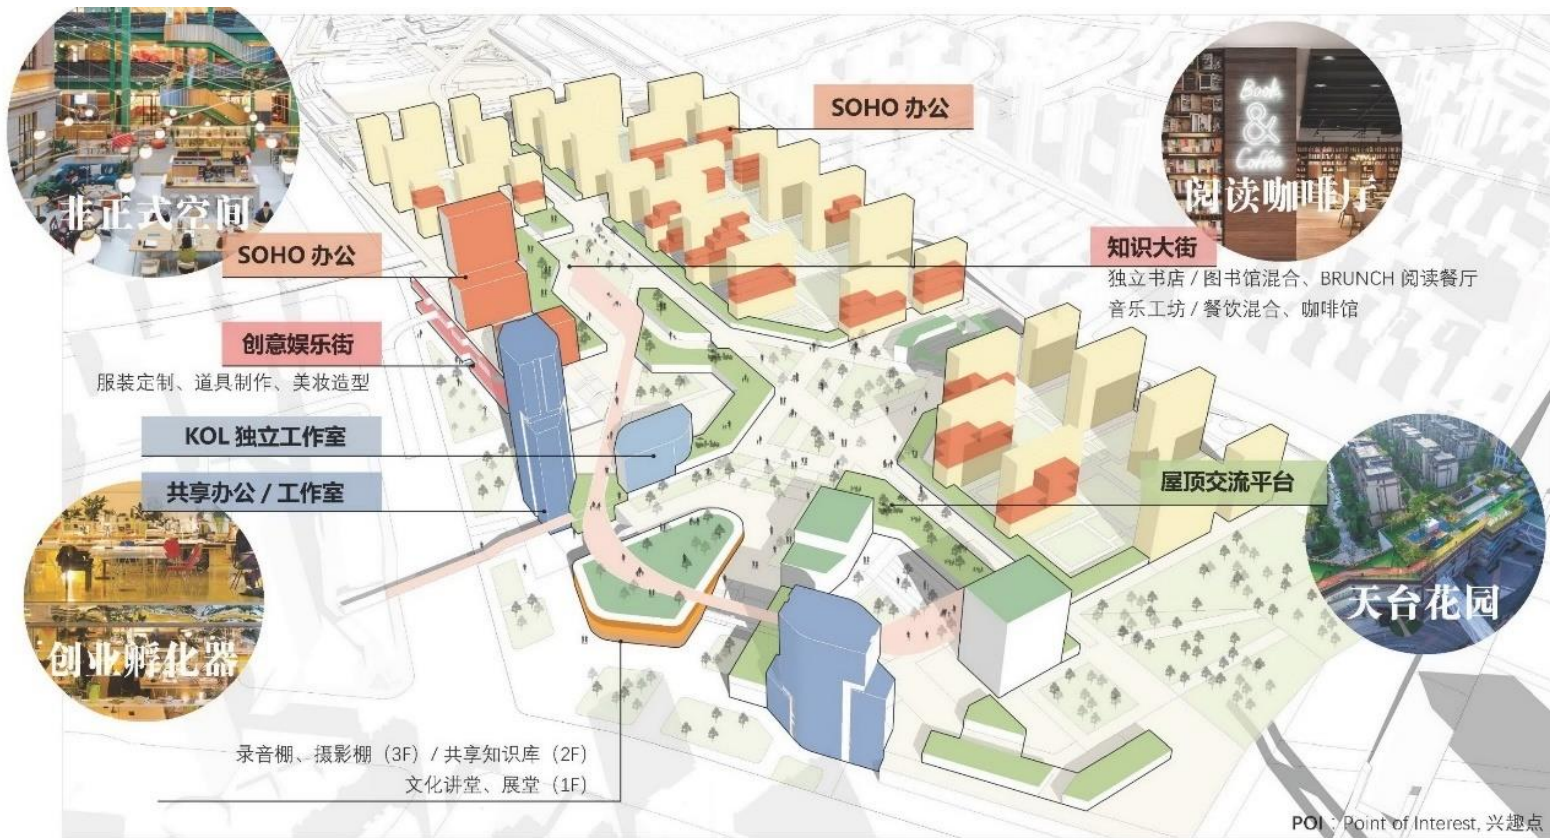 SOHO 办公
Book
&
Coffee
阅读咖啡厅
非正式空间
SOHO 办公
知识大街
独立书店 / 图书馆混合、BRUNCH 阅读餐厅
音乐工坊 / 餐饮混合、咖啡馆
创意娱乐街
服装定制、道具制作、美妆造型
KOL 独立工作室
共享办公 / 工作室
屋顶交流平台
天台花园
创业孵化器
录音棚、摄影棚（3F）/ 共享知识库（2F）
文化讲堂、展堂（1F）
POI : Point of Interest, 兴趣点